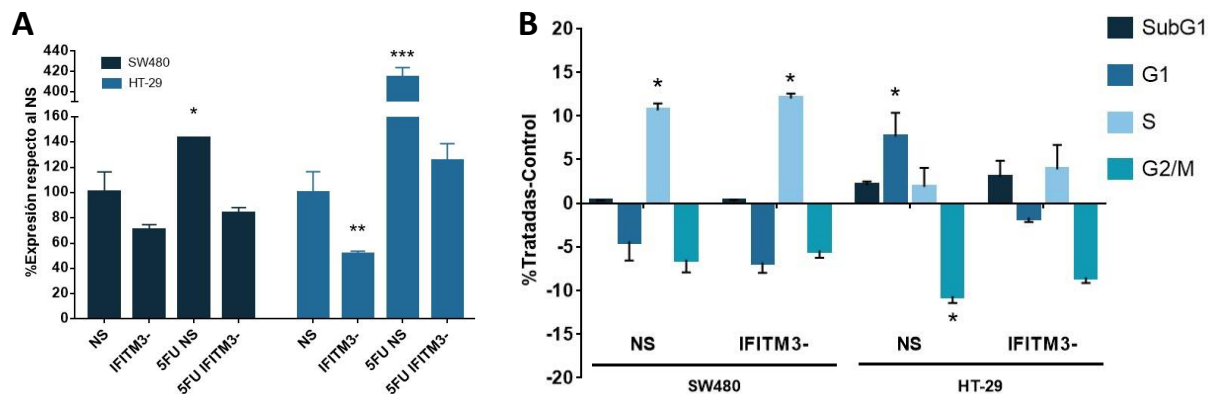 A
%Expresión respecto al NS
SW480
HT-29
440
420
400
160
140
120
100
80
60
40
20
0
*
**
***
NS
IFITM3-
5FU NS
5FU IFITM3-
NS
IFITM3-
5FU NS
5FU IFITM3-
B
%Tratadas-Control
20
15
10
5
0
-5
-10
-15
-20
*
*
*
*
NS
IFITM3-
NS
IFITM3-
SW480
HT-29
SubG1
G1
S
G2/M